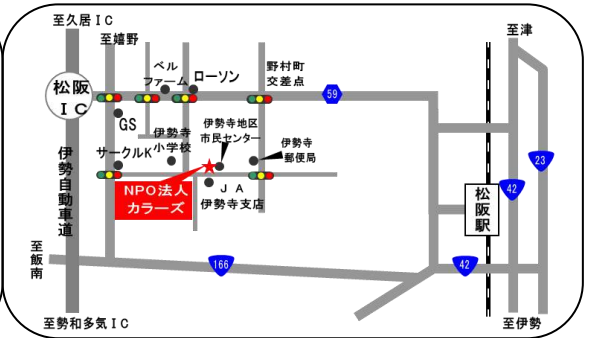 至久居IC
至嬉野
至津
ベル
ファーム
ローソン
野村町
交差点
松阪
IC
59
GS
伊勢寺
小学校
伊勢寺地区
市民センター
伊勢寺
郵便局
サークルK
23
伊勢自動車道
NPO法人
カラーズ
JA
伊勢寺支店
42
松阪駅
至飯南
166
42
至勢和多気IC
至伊勢